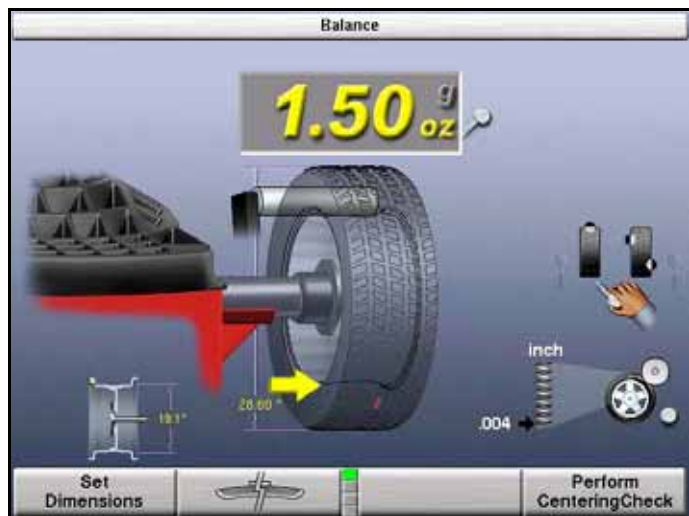 Balance
1.50 g
oz
inch
.004
19.1"
28.60 "
Set
Dimensions
Perform
CenteringCheck